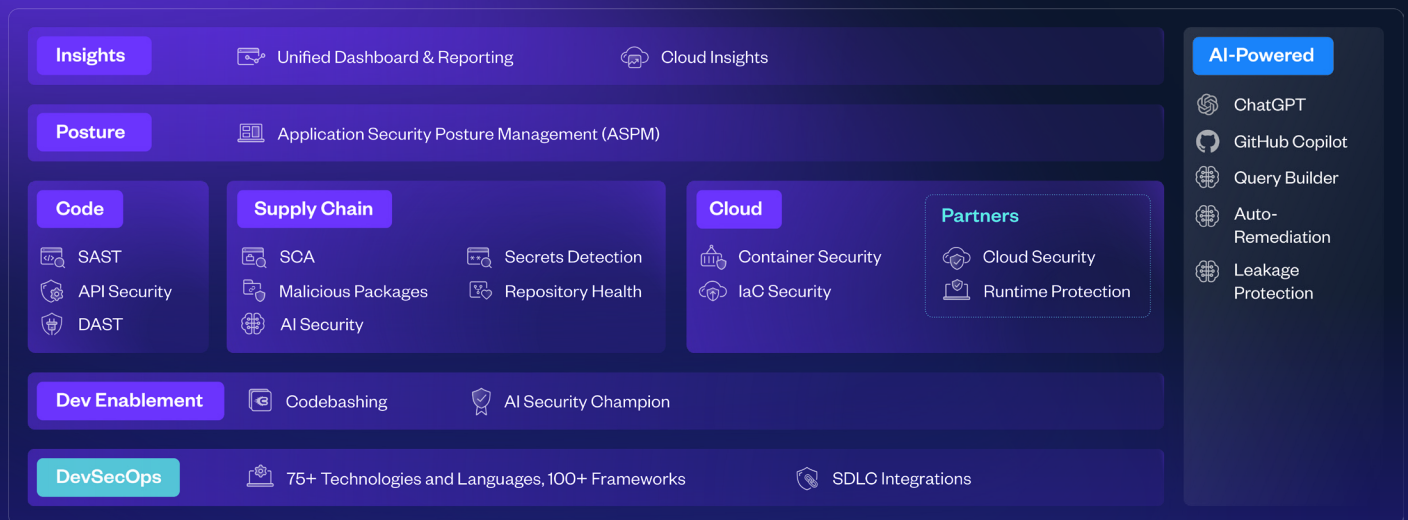 Insights
Unified Dashboard & Reporting
Cloud Insights
Posture
Application Security Posture Management (ASPM)
Code
SAST
API Security
DAST
Supply Chain
SCA
Malicious Packages
AI Security
Secrets Detection
Repository Health
Cloud
Container Security
IaC Security
Partners
Cloud Security
Runtime Protection
Dev Enablement
Codebashing
AI Security Champion
DevSecOps
75+ Technologies and Languages, 100+ Frameworks
SDLC Integrations
AI-Powered
ChatGPT
GitHub Copilot
Query Builder
Auto-
Remediation
Leakage
Protection